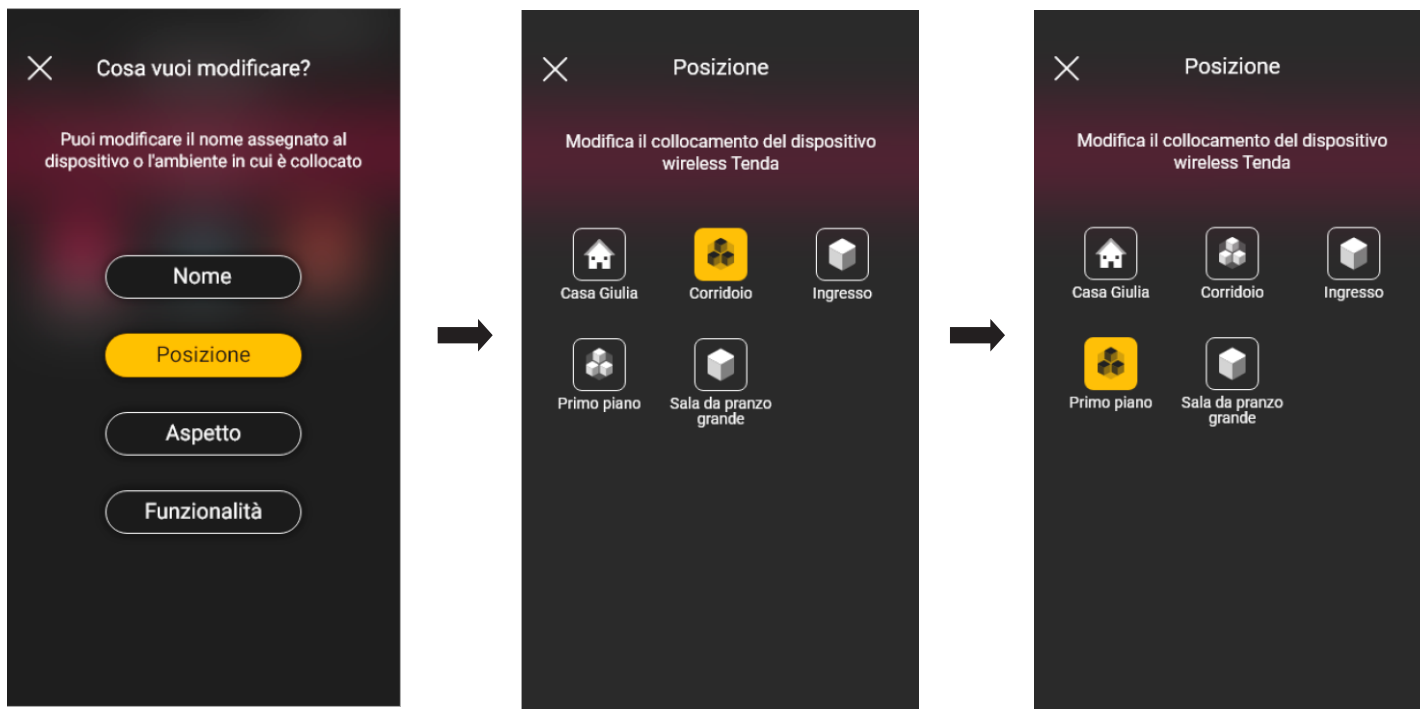 Cosa vuoi modificare?
Puoi modificare il nome assegnato al
dispositivo o l'ambiente in cui è collocato
Nome
Posizione
Aspetto
Funzionalità
Posizione
Modifica il collocamento del dispositivo
wireless Tenda
Casa Giulia
Corridoio
Ingresso
Primo piano
Sala da pranzo
grande
Posizione
Modifica il collocamento del dispositivo
wireless Tenda
Casa Giulia
Corridoio
Ingresso
Primo piano
Sala da pranzo
grande